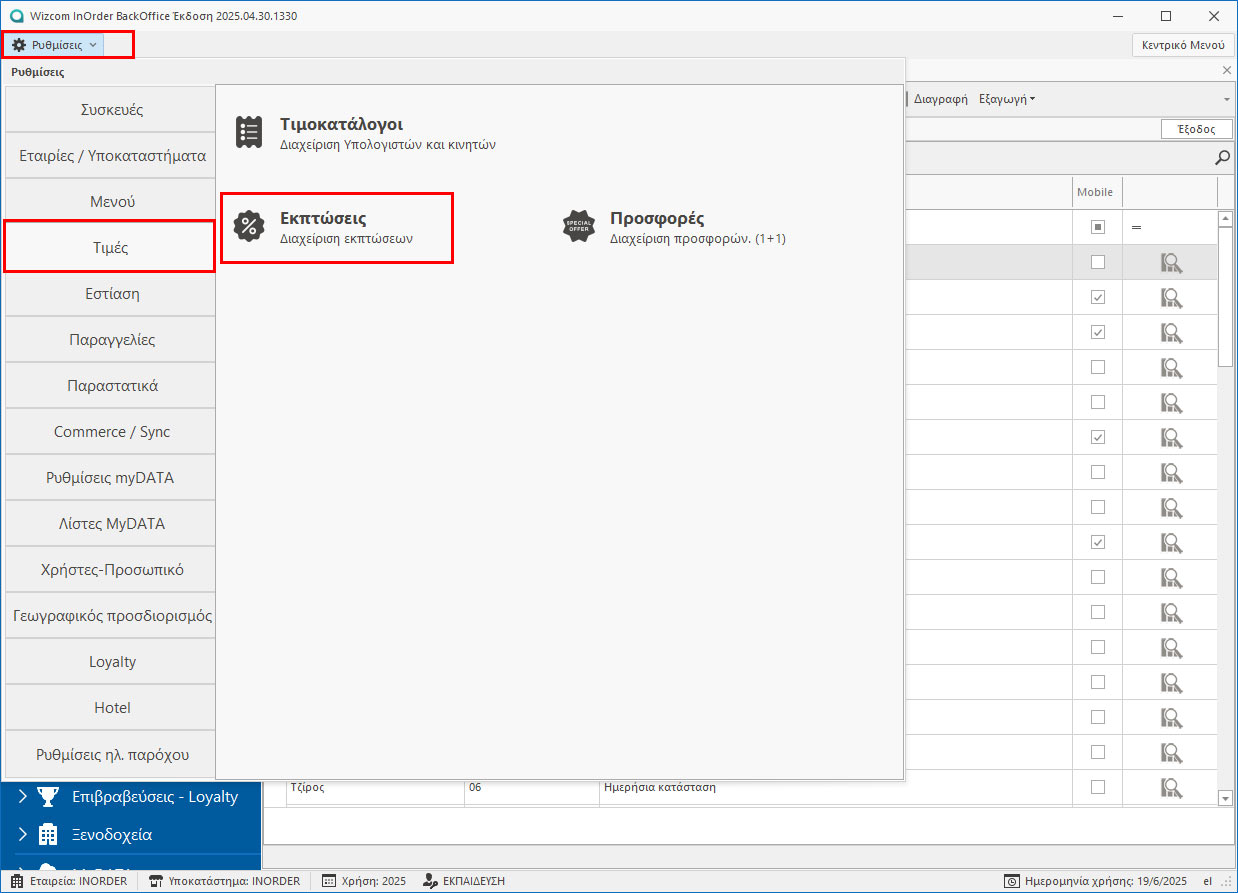 Wizcom InOrder BackOffice Έκδοση 2025.04.30.1330
Ρυθμίσεις
Κεντρικό Μενού
Ρυθμίσεις
Συσκευές
Εταιρίες / Υποκαταστήματα
Μενού
Τιμές
Εστίαση
Παραγγελίες
Παραστατικά
Commerce / Sync
Ρυθμίσεις myDATA
Λίστες MyDATA
Χρήστες-Προσωπικό
Γεωγραφικός προσδιορισμός
Loyalty
Hotel
Ρυθμίσεις ηλ. παρόχου
Τιμοκατάλογοι
Διαχείριση Υπολογιστών και κινητών
Εκπτώσεις
Διαχείριση εκπτώσεων
SPECIAL OFFER
Προσφορές
Διαχείριση προσφορών. (1+1)
Διαγραφή Εξαγωγή
Έξοδος
Mobile
=
Τζίρος 06 Ημερήσια κατάσταση
Επιβραβεύσεις - Loyalty
Ξενοδοχεία
Εταιρεία: INORDER Υποκατάστημα: INORDER Χρήση: 2025 ΕΚΠΑΙΔΕΥΣΗ Ημερομηνία χρήσης: 19/6/2025 el